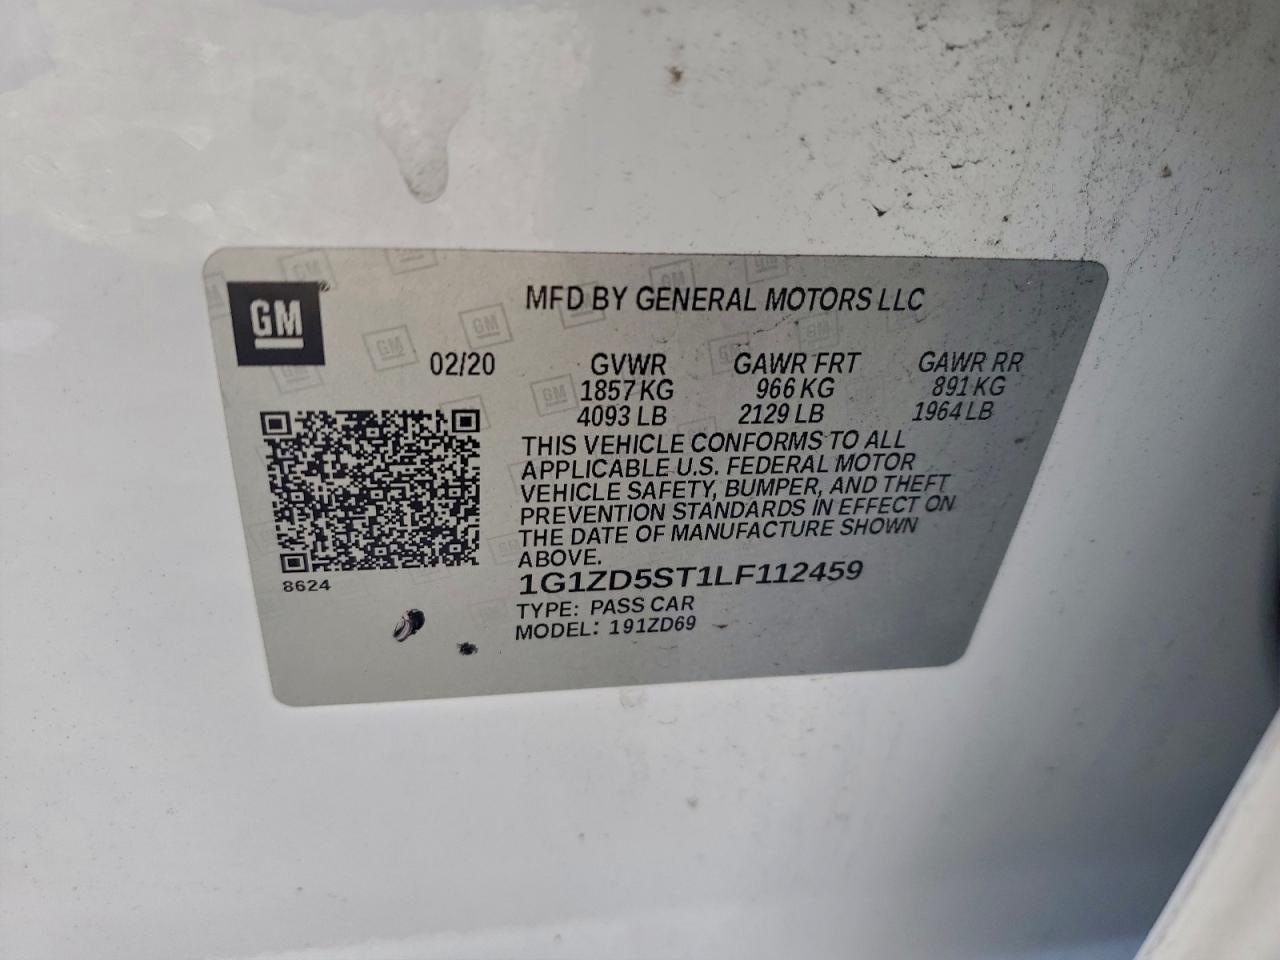 GM
MFD BY GENERAL MOTORS LLC
02/20 GVWR GAWR FRT GAWR RR
1857 KG 966 KG 891 KG
4093 LB 2129 LB 1964 LB
THIS VEHICLE CONFORMS TO ALL
APPLICABLE U.S. FEDERAL MOTOR
VEHICLE SAFETY, BUMPER, AND THEFT
PREVENTION STANDARDS IN EFFECT ON
THE DATE OF MANUFACTURE SHOWN
ABOVE.
8624
1G1ZD5ST1LF112459
TYPE: PASS CAR
MODEL: 191ZD69